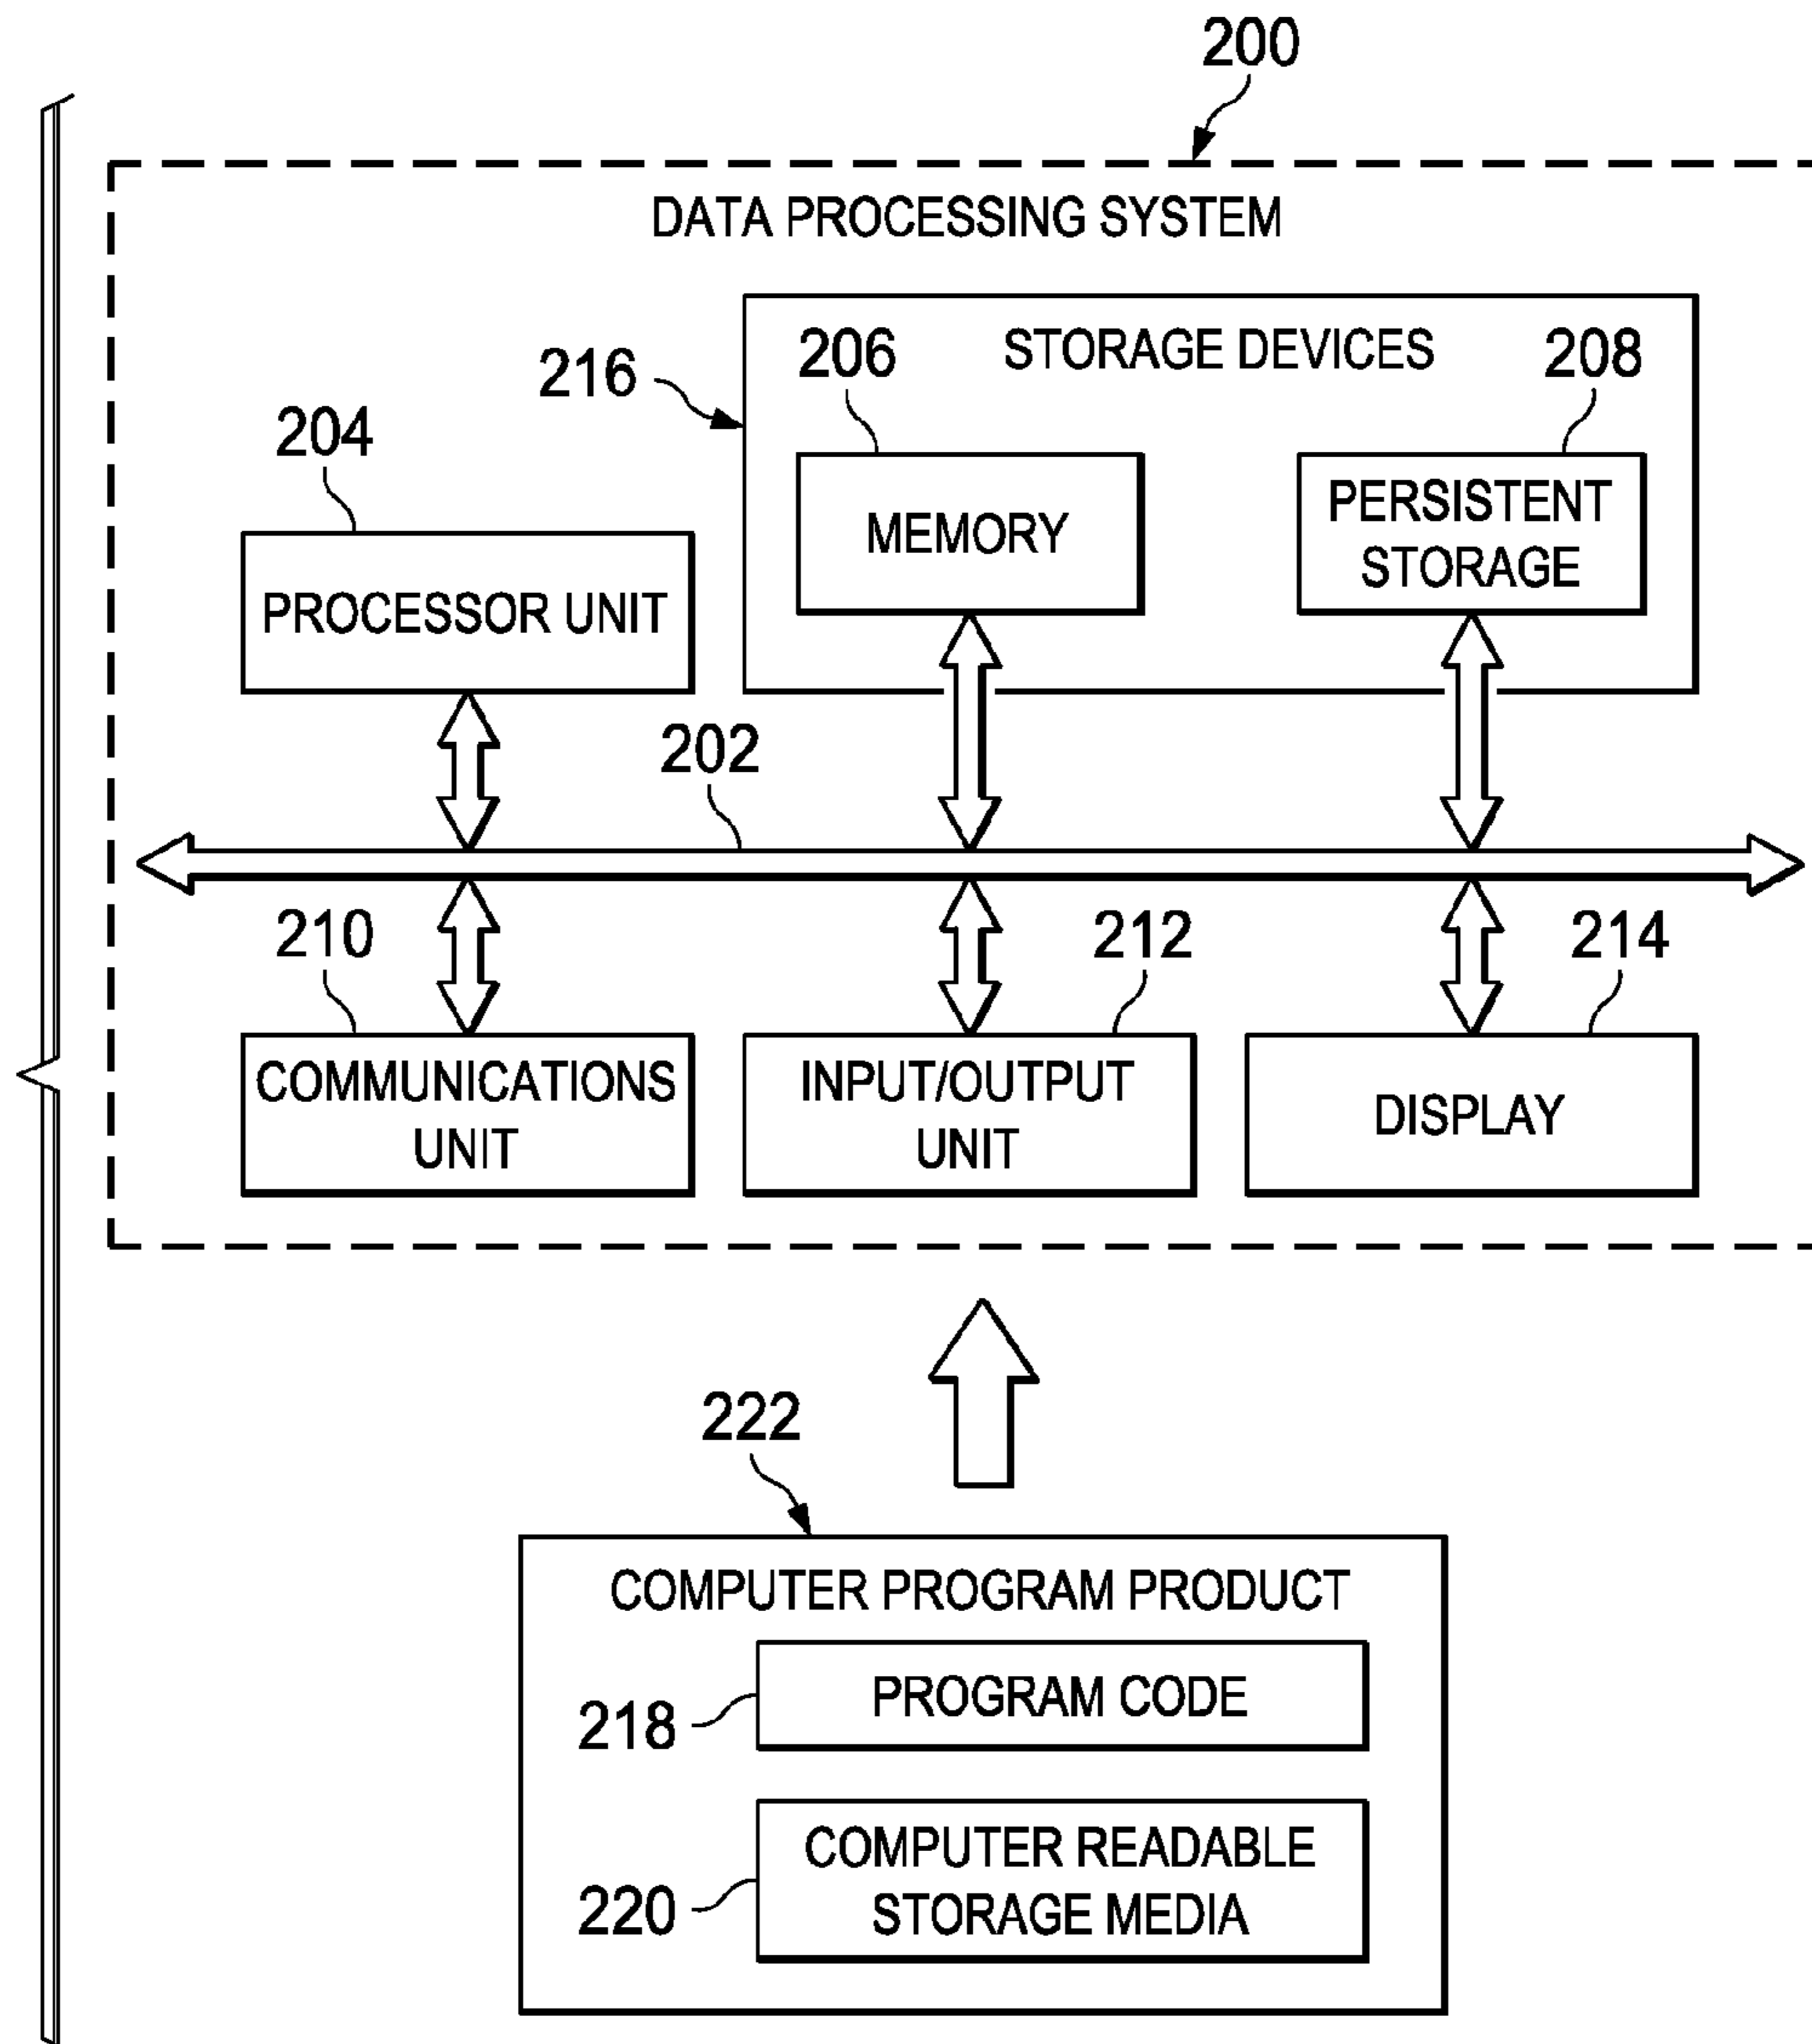 200
DATA PROCESSING SYSTEM
216
206
STORAGE DEVICES
208
204
MEMORY
PERSISTENT
STORAGE
PROCESSOR UNIT
202
210
212
214
COMMUNICATIONS
UNIT
INPUT/OUTPUT
UNIT
DISPLAY
222
COMPUTER PROGRAM PRODUCT
218
PROGRAM CODE
220
COMPUTER READABLE
STORAGE MEDIA